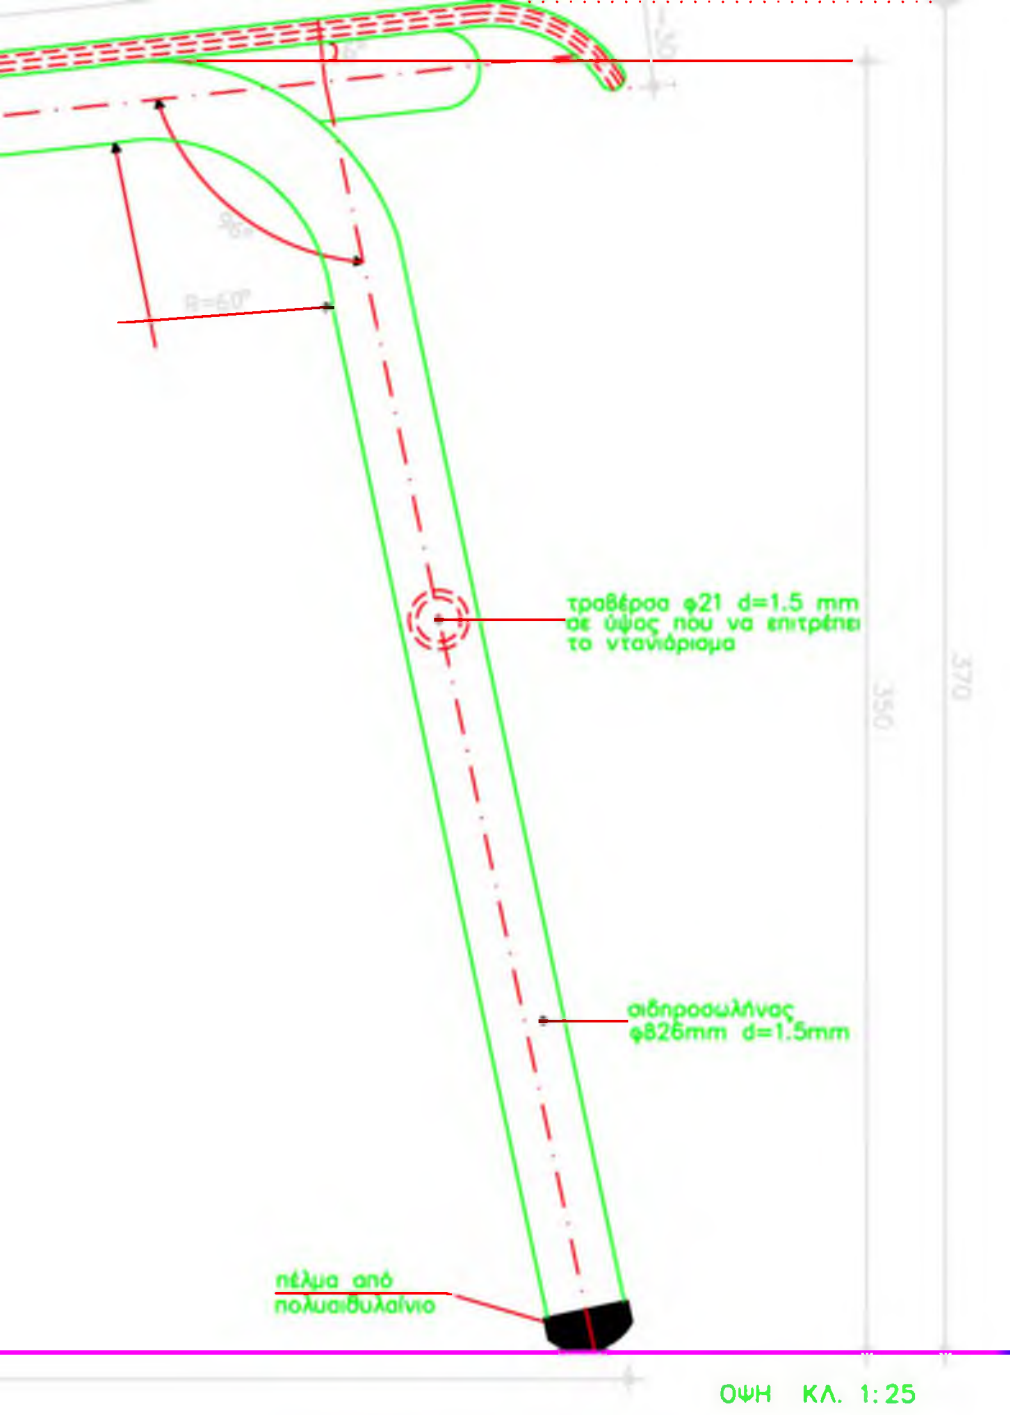 R=60°
τραβέρσα φ21 d=1.5 mm
σε ύψος που να επιτρέπει
το ντανιάρισμα
370
350
σιδηροσωλήνας
φ826mm d=1.5mm
πέλμα από
πολυαιθυλαίνιο
ΟΨΗ ΚΛ. 1:25